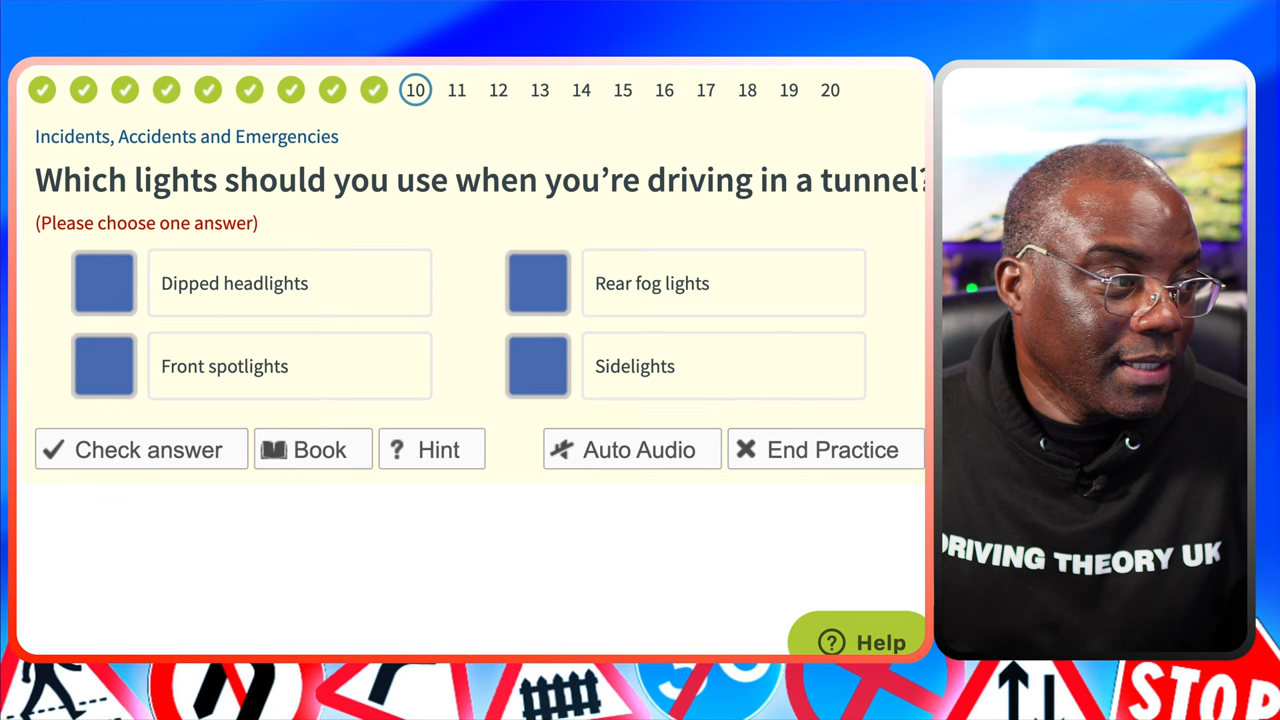 10 11 12 13 14 15 16 17 18 19 20
Incidents, Accidents and Emergencies
Which lights should you use when you're driving in a tunnel?
(Please choose one answer)
Dipped headlights
Rear fog lights
Front spotlights
Sidelights
Check answer Book ? Hint Auto Audio End Practice
DRIVING THEORY UK
? Help
STOP